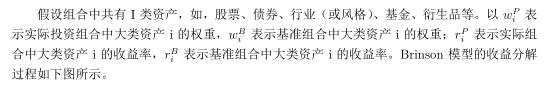 假设组合中共有 I 类资产，如，股票、债券、行业（或风格）、基金、衍生品等。以 $w_i^P$ 表
示实际投资组合中大类资产 i 的权重，$w_i^B$ 表示基准组合中大类资产 i 的权重；$r_i^P$ 表示实际组
合中大类资产 i 的收益率，$r_i^B$ 表示基准组合中大类资产 i 的收益率。Brinson 模型的收益分解
过程如下图所示。